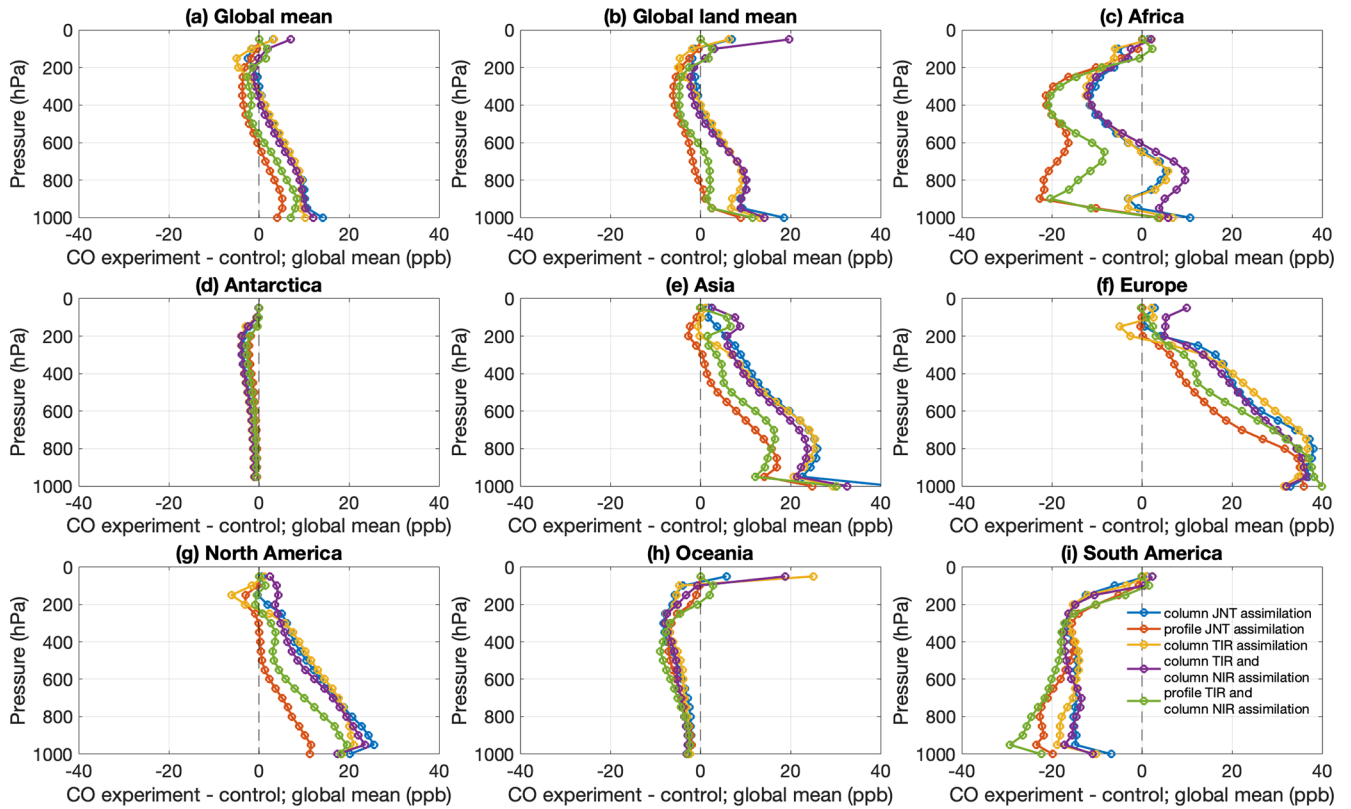 (a) Global mean
(b) Global land mean
(c) Africa
Pressure (hPa)
0
200
400
600
800
1000
-40 -20 0 20 40
CO experiment - control; global mean (ppb)
Pressure (hPa)
0
200
400
600
800
1000
-40 -20 0 20 40
CO experiment - control; global mean (ppb)
Pressure (hPa)
0
200
400
600
800
1000
-40 -20 0 20 40
CO experiment - control; global mean (ppb)
(d) Antarctica
(e) Asia
(f) Europe
Pressure (hPa)
0
200
400
600
800
1000
-40 -20 0 20 40
CO experiment - control; global mean (ppb)
Pressure (hPa)
0
200
400
600
800
1000
-40 -20 0 20 40
CO experiment - control; global mean (ppb)
Pressure (hPa)
0
200
400
600
800
1000
-40 -20 0 20 40
CO experiment - control; global mean (ppb)
(g) North America
(h) Oceania
(i) South America
Pressure (hPa)
0
200
400
600
800
1000
-40 -20 0 20 40
CO experiment - control; global mean (ppb)
Pressure (hPa)
0
200
400
600
800
1000
-40 -20 0 20 40
CO experiment - control; global mean (ppb)
Pressure (hPa)
0
200
400
600
800
1000
-40 -20 0 20 40
CO experiment - control; global mean (ppb)
column JNT assimilation
profile JNT assimilation
column TIR assimilation
column TIR and
column NIR assimilation
profile TIR and
column NIR assimilation